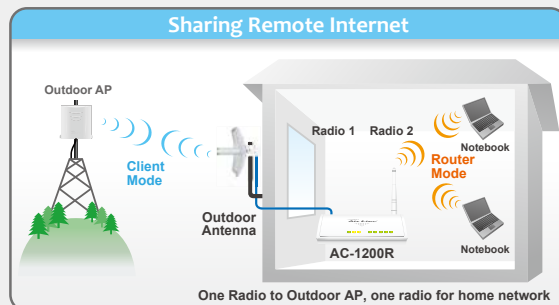 Sharing Remote Internet
Outdoor AP
Client
Mode
Outdoor
Antenna
Radio 1 Radio 2
Router
Mode
Notebook
Notebook
AC-1200R
One Radio to Outdoor AP, one radio for home network